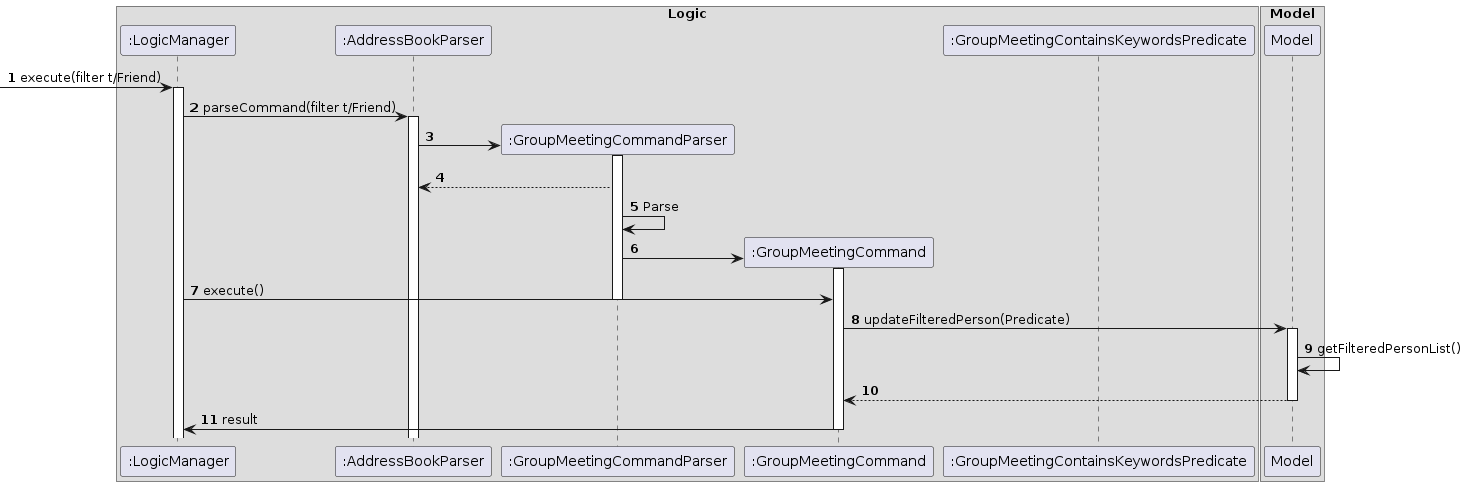 Logic
Model
:LogicManager
:AddressBookParser
:GroupMeetingContainsKeywordsPredicate
Model
1 execute(filter t/Friend)
2 parseCommand(filter t/Friend)
3
:GroupMeetingCommandParser
4
5 Parse
6
:GroupMeetingCommand
7 execute()
8 updateFilteredPerson(Predicate)
9 getFilteredPersonList()
10
11 result
:LogicManager
:AddressBookParser
:GroupMeetingCommandParser
:GroupMeetingCommand
:GroupMeetingContainsKeywordsPredicate
Model